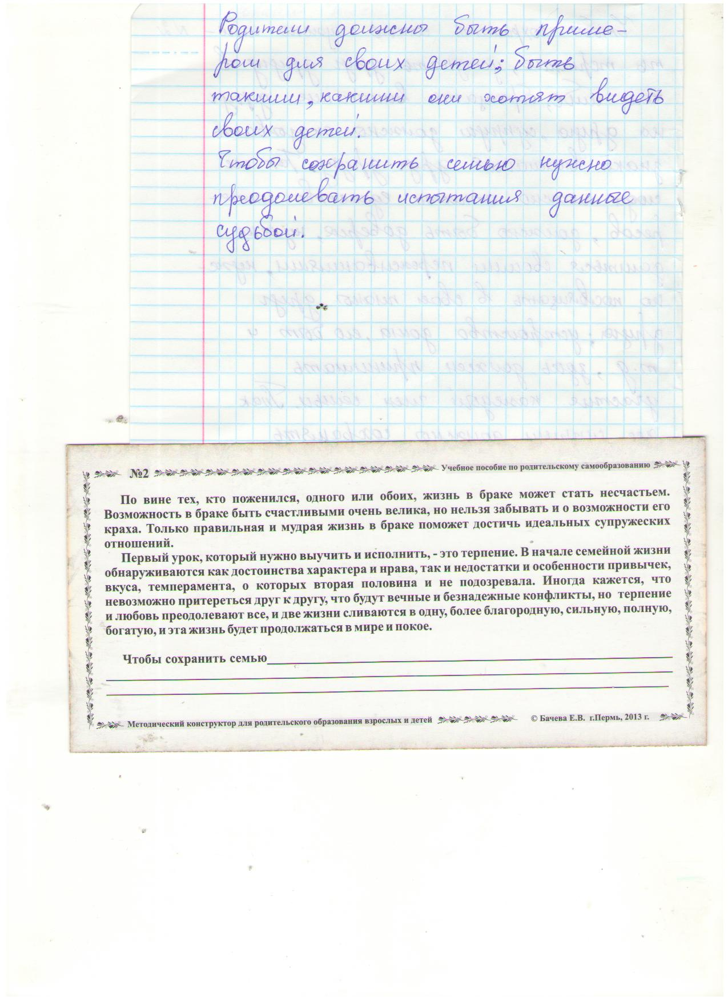 Родители должны быть приме-
ром для своих детей; быть
такими, какими они хотят видеть
своих детей.
Чтобы сохранить семью нужно
преодолевать испытания данные
судьбой.
№2 Учебное пособие по родительскому самообразованию
По вине тех, кто поженился, одного или обоих, жизнь в браке может стать несчастьем.
Возможность в браке быть счастливыми очень велика, но нельзя забывать и о возможности его
краха. Только правильная и мудрая жизнь в браке поможет достичь идеальных супружеских
отношений.
Первый урок, который нужно выучить и исполнить, - это терпение. В начале семейной жизни
обнаруживаются как достоинства характера и нрава, так и недостатки и особенности привычек,
вкуса, темперамента, о которых вторая половина и не подозревала. Иногда кажется, что
невозможно притереться друг к другу, что будут вечные и безнадежные конфликты, но терпение
и любовь преодолевают все, и две жизни сливаются в одну, более благородную, сильную, полную,
богатую, и эта жизнь будет продолжаться в мире и покое.
Чтобы сохранить семью
Методический конструктор для родительского образования взрослых и детей © Бачева Е.В. г.Пермь, 2013 г.